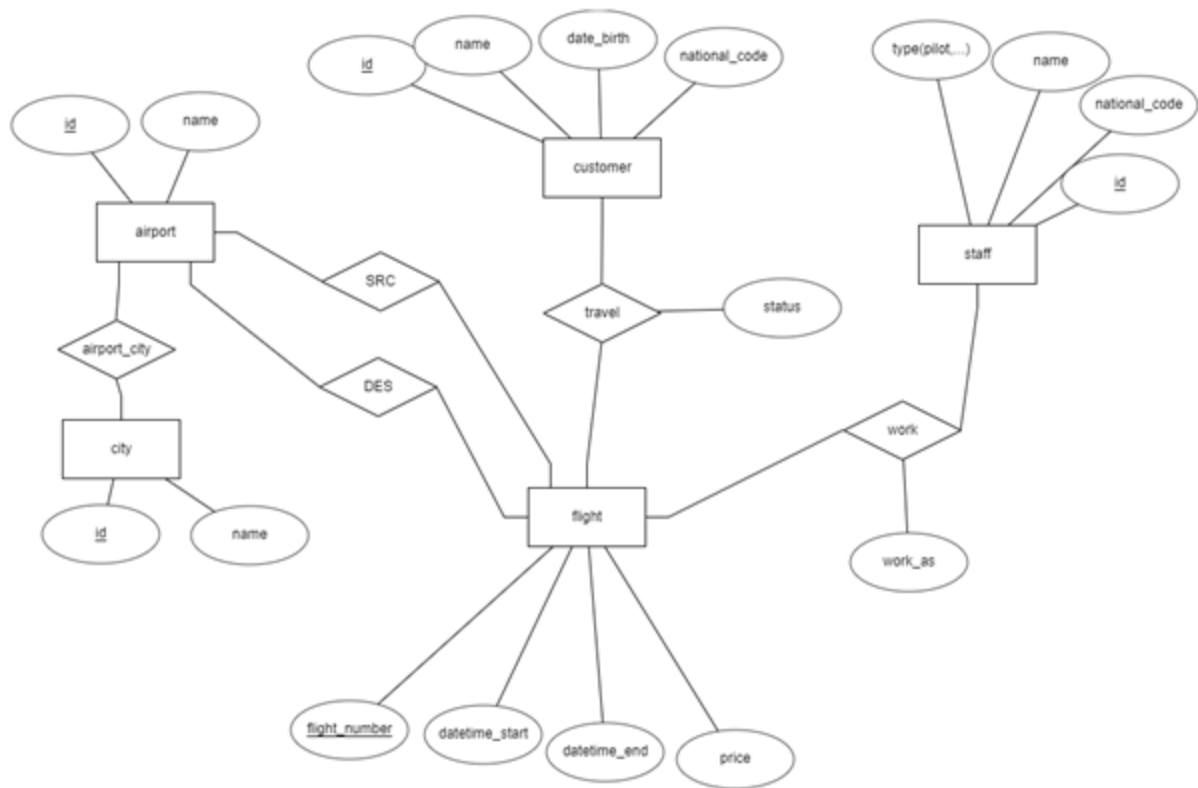 date_birth
name
national_code
id
type(pilot,...)
name
national_code
id
id
name
customer
airport
staff
SRC
travel
status
airport_city
DES
work
city
flight
id
name
work_as
flight_number
datetime_start
datetime_end
price